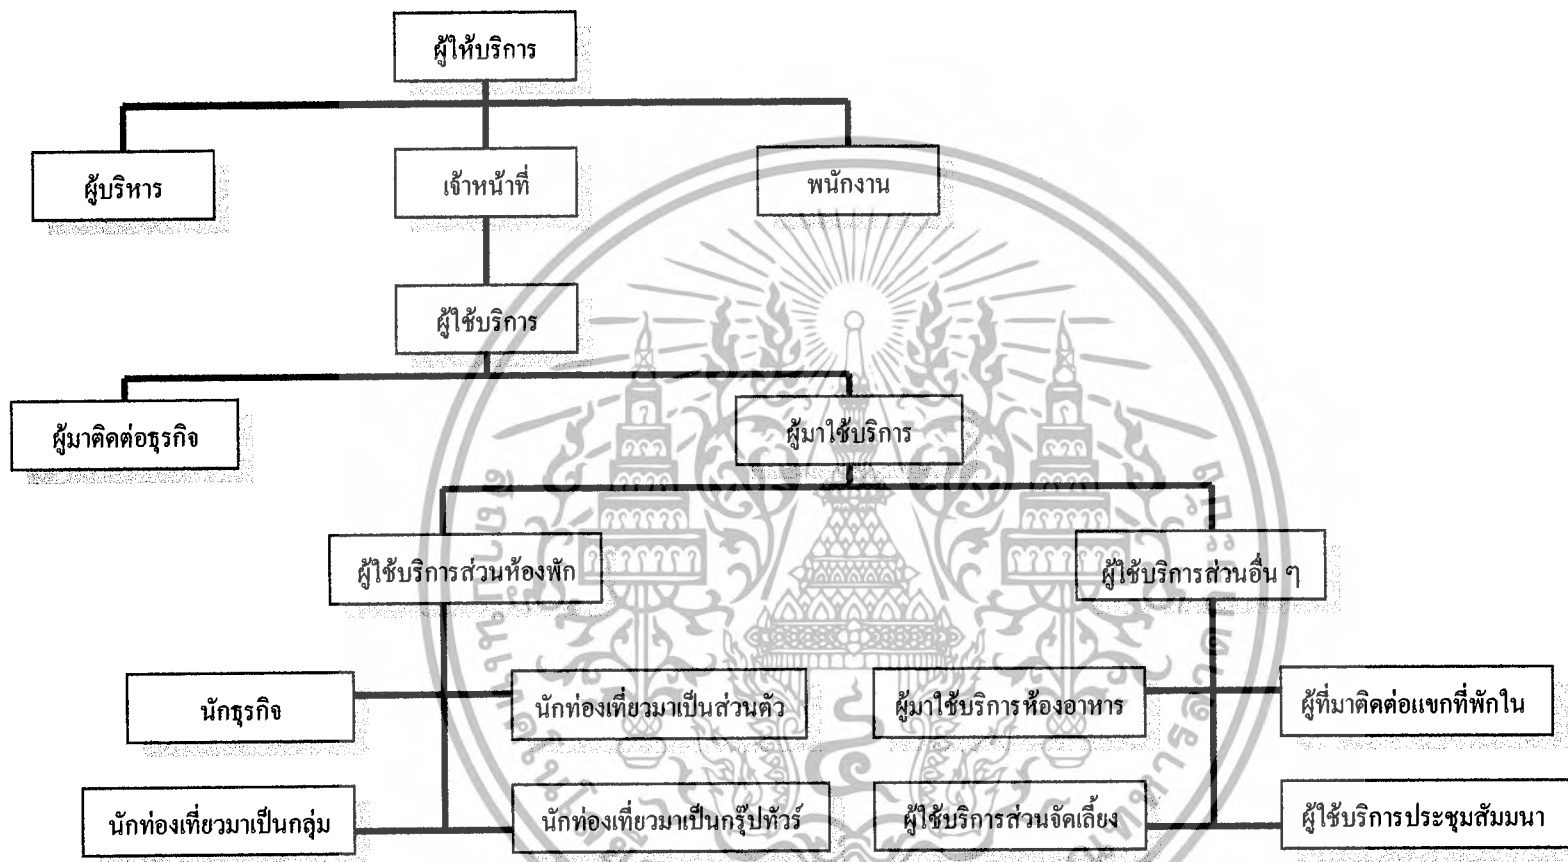 ผู้ให้บริการ
ผู้บริหาร
เจ้าหน้าที่
พนักงาน
ผู้ใช้บริการ
ผู้มาติดต่อธุรกิจ
ผู้มาใช้บริการ
ผู้ใช้บริการส่วนห้องพัก
ผู้ใช้บริการส่วนอื่น ๆ
นักธุรกิจ
นักท่องเที่ยวมาเป็นส่วนตัว
ผู้มาใช้บริการห้องอาหาร
ผู้ที่มาติดต่อแขกที่พักใน
นักท่องเที่ยวมาเป็นกลุ่ม
นักท่องเที่ยวมาเป็นกรุ๊ปทัวร์
ผู้ใช้บริการส่วนจัดเลี้ยง
ผู้ใช้บริการประชุมสัมมนา